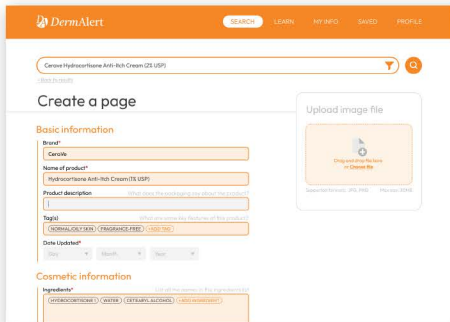 DermAlert
SEARCH LEARN MY INFO SAVED PROFILE
Cerave Hydrocortisone Anti-Itch Cream (1% USP)
Create a page
Upload image file
Drag and drop file here
or Choose file
Basic information
Brand*
CeraVe
Name of product*
Hydrocortisone Anti-Itch Cream (1% USP)
Product description What does the packaging say about the product?
Tag(s) What are some key features of this product?
NORMAL/OILY SKIN FRAGRANCE-FREE +ADD TAG
Date Updated*
Day Month Year
Cosmetic information
Ingredients*
HYDROCORTISONE WATER CETEARYL ALCOHOL +ADD INGREDIENT